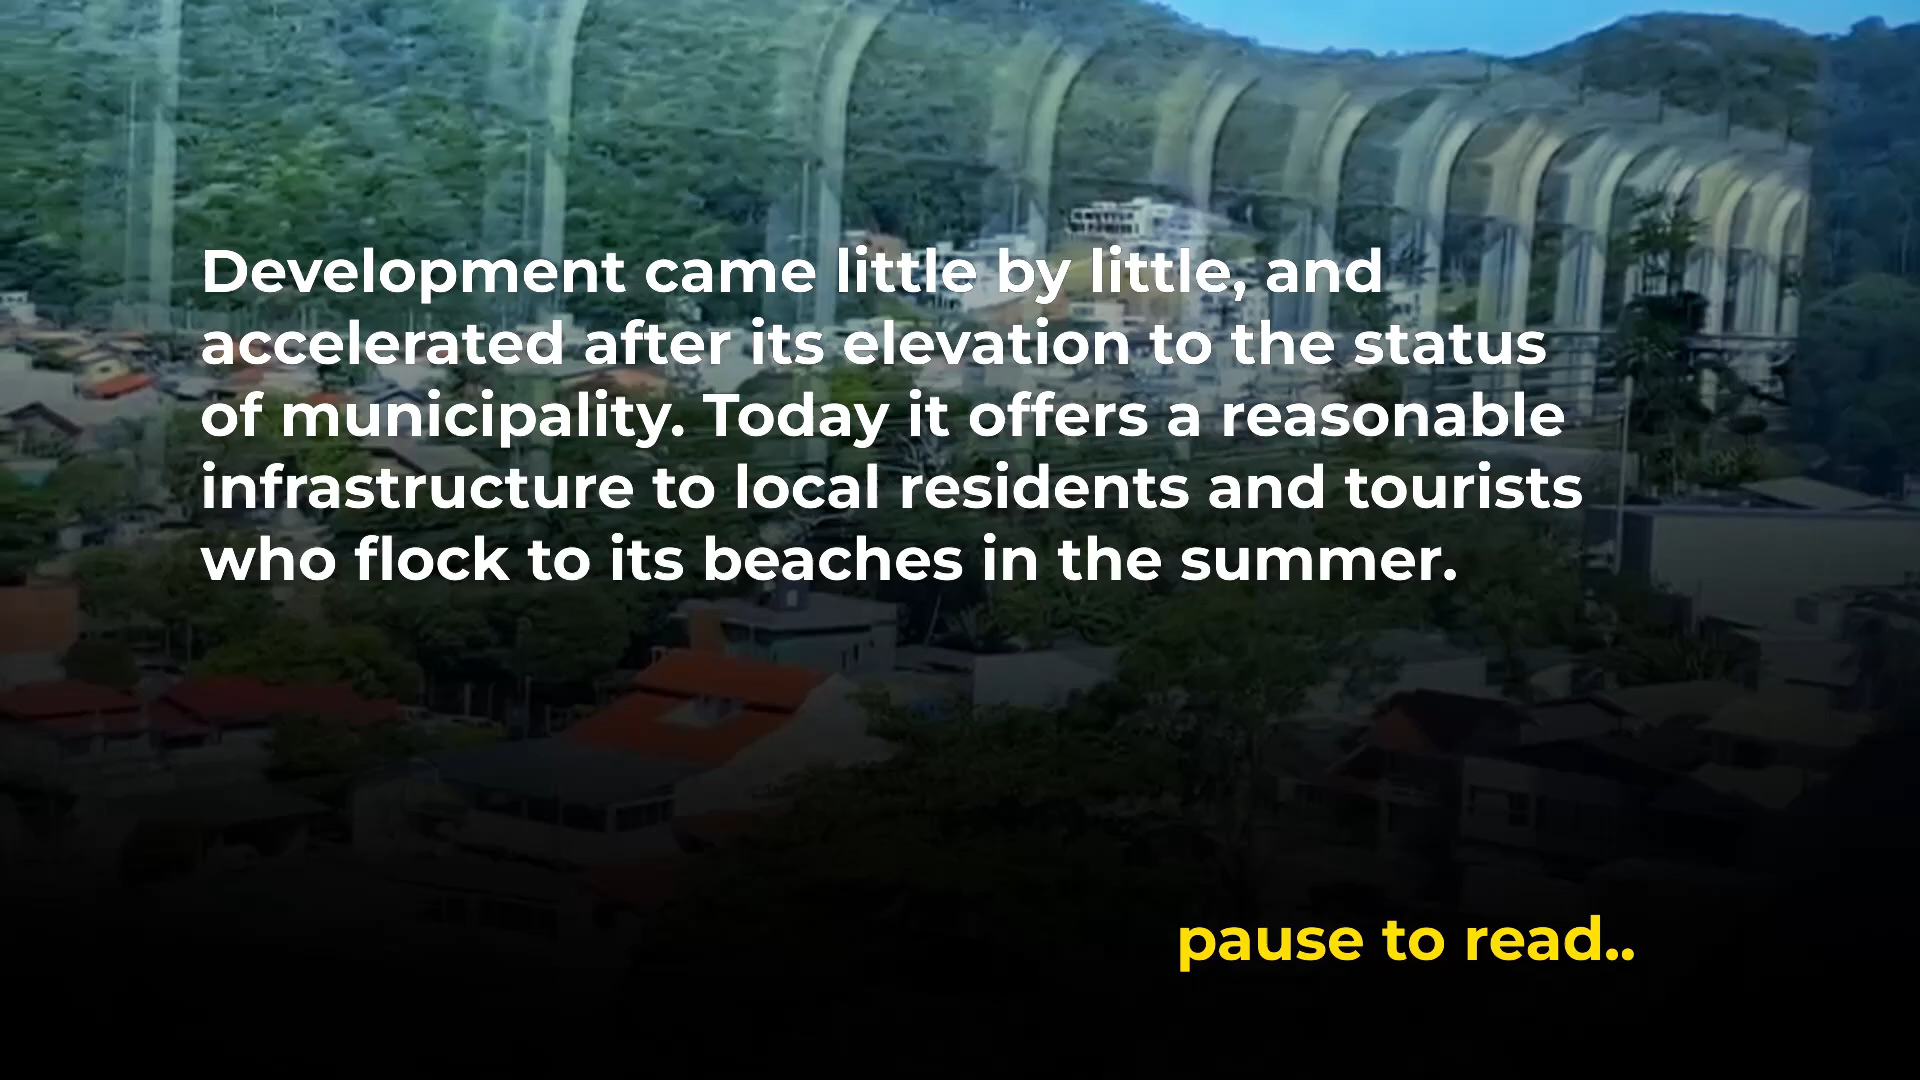 Development came little by little, and
accelerated after its elevation to the status
of municipality. Today it offers a reasonable
infrastructure to local residents and tourists
who flock to its beaches in the summer.
pause to read..